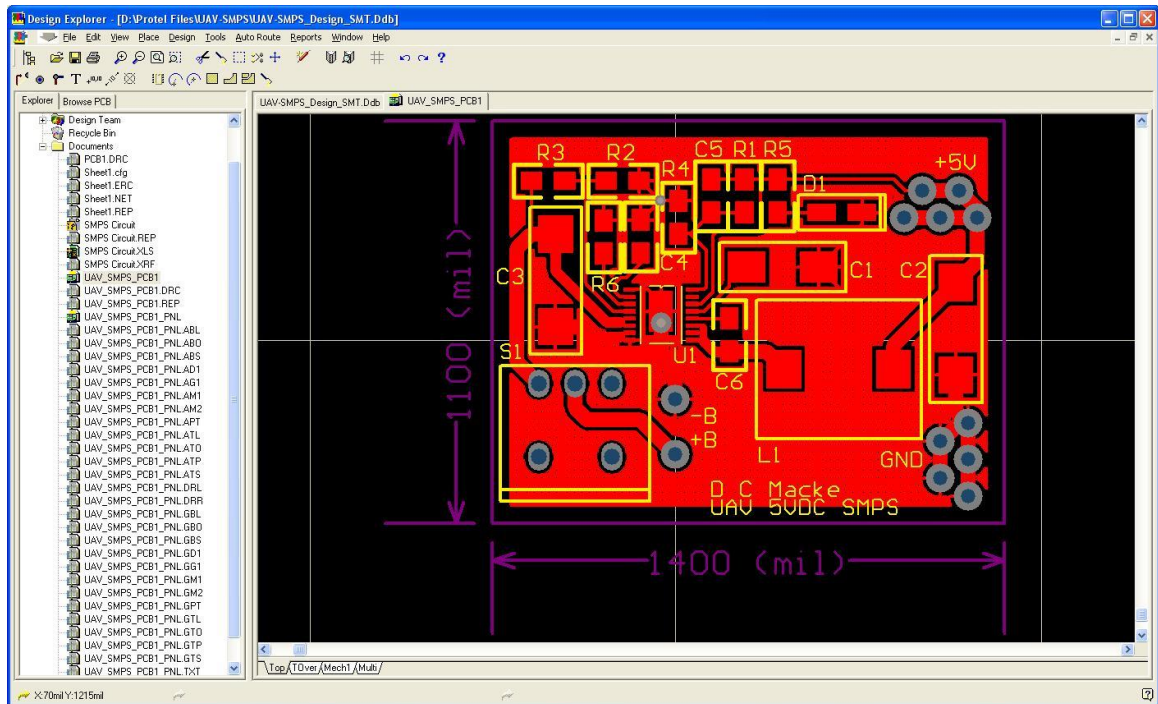 Design Explorer - [D:\Protel Files\UAV-SMPS\UAV-SMPS_Design_SMT.Ddb]
File Edit View Place Design Tools Auto Route Reports Window Help
Explorer Browse PCB
UAV-SMPS_Design_SMT.Ddb UAV_SMPS_PCB1
Design Team
Recycle Bin
Documents
PCB1.DRC
Sheet1.cfg
Sheet1.ERC
Sheet1.NET
Sheet1.REP
SMPS Circuit
SMPS Circuit.REP
SMPS Circuit.XLS
SMPS Circuit.XRF
UAV_SMPS_PCB1
UAV_SMPS_PCB1.DRC
UAV_SMPS_PCB1.REP
UAV_SMPS_PCB1_PNL
UAV_SMPS_PCB1_PNL.ABL
UAV_SMPS_PCB1_PNL.ABO
UAV_SMPS_PCB1_PNL.ABS
UAV_SMPS_PCB1_PNL.AD1
UAV_SMPS_PCB1_PNL.AG1
UAV_SMPS_PCB1_PNL.AM1
UAV_SMPS_PCB1_PNL.AM2
UAV_SMPS_PCB1_PNL.APT
UAV_SMPS_PCB1_PNL.ATL
UAV_SMPS_PCB1_PNL.ATO
UAV_SMPS_PCB1_PNL.ATP
UAV_SMPS_PCB1_PNL.ATS
UAV_SMPS_PCB1_PNL.DRL
UAV_SMPS_PCB1_PNL.DRR
UAV_SMPS_PCB1_PNL.GBL
UAV_SMPS_PCB1_PNL.GBO
UAV_SMPS_PCB1_PNL.GBS
UAV_SMPS_PCB1_PNL.GD1
UAV_SMPS_PCB1_PNL.GG1
UAV_SMPS_PCB1_PNL.GM1
UAV_SMPS_PCB1_PNL.GM2
UAV_SMPS_PCB1_PNL.GPT
UAV_SMPS_PCB1_PNL.GTL
UAV_SMPS_PCB1_PNL.GTO
UAV_SMPS_PCB1_PNL.GTP
UAV_SMPS_PCB1_PNL.GTS
UAV_SMPS_PCB1_PNL.TXT
R3 R2 R4 C5 R1 R5
+5V
D1
C3 R6 C4 C1 C2
1100 (mil)
S1 U1
C6
-B
+B
L1 GND
D C Macke
UAV 5VDC SMPS
1400 (mil)
Top TOver Mech1 Multi
X:70mil Y:1215mil